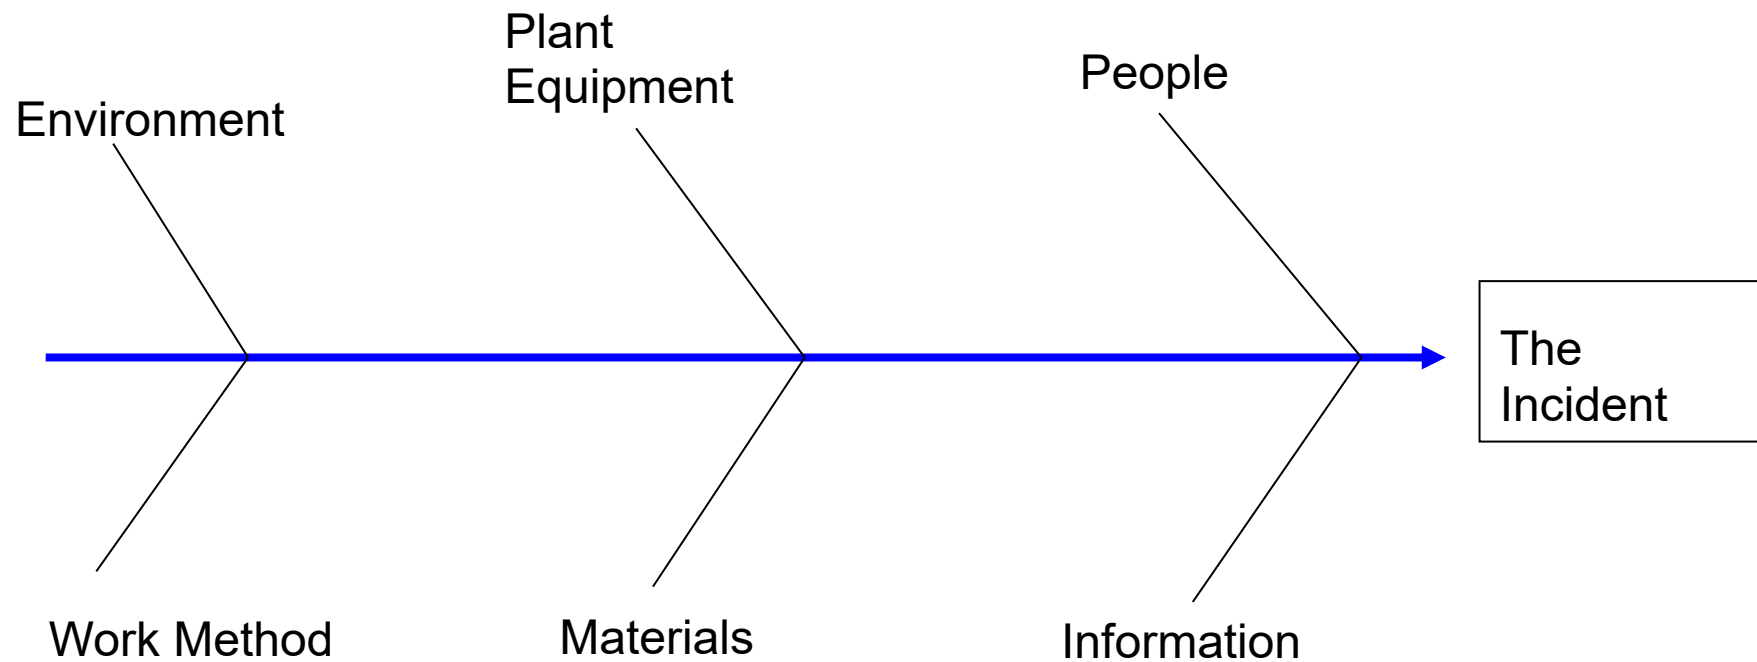 Plant
Equipment
People
Environment
The
Incident
Work Method
Materials
Information